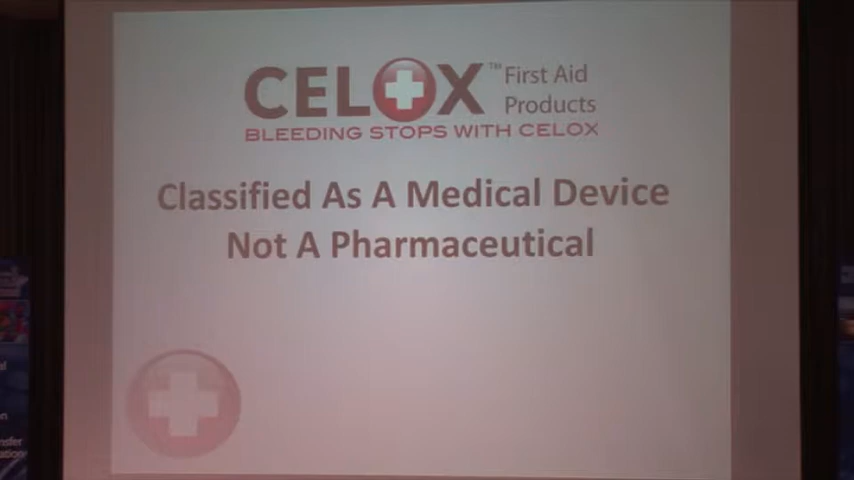 CELOX™ First Aid
Products
BLEEDING STOPS WITH CELOX
Classified As A Medical Device
Not A Pharmaceutical